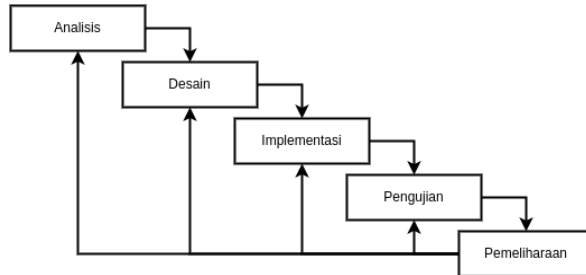 Analisis
Desain
Implementasi
Pengujian
Pemeliharaan